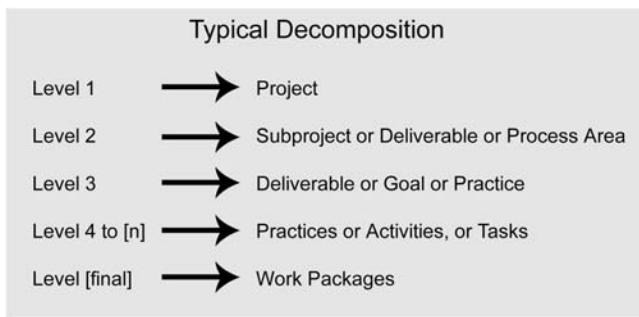 Typical Decomposition
Level 1 Project
Level 2 Subproject or Deliverable or Process Area
Level 3 Deliverable or Goal or Practice
Level 4 to [n] Practices or Activities, or Tasks
Level [final] Work Packages